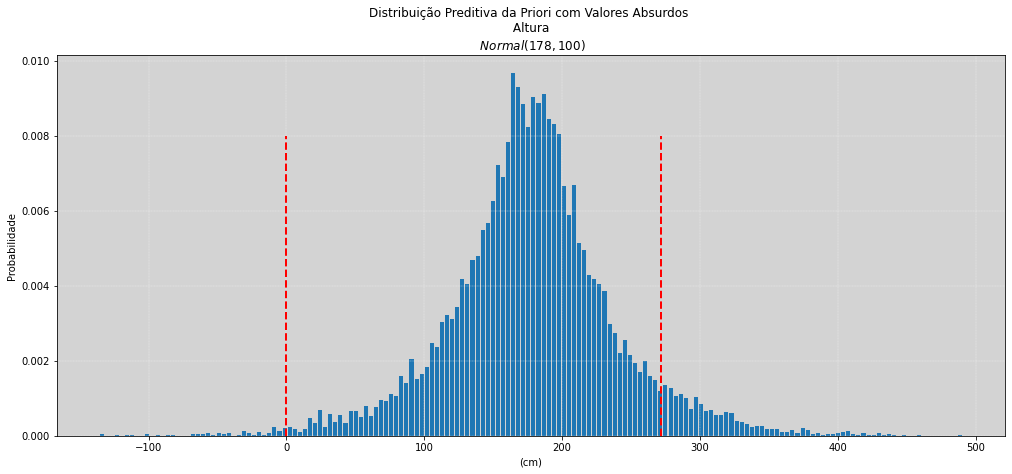 Distribuição Preditiva da Priori com Valores Absurdos
Altura
Normal(178, 100)
0.010
0.008
0.006
0.004
0.002
0.000
Probabilidade
−100
0
100
200
300
400
500
(cm)